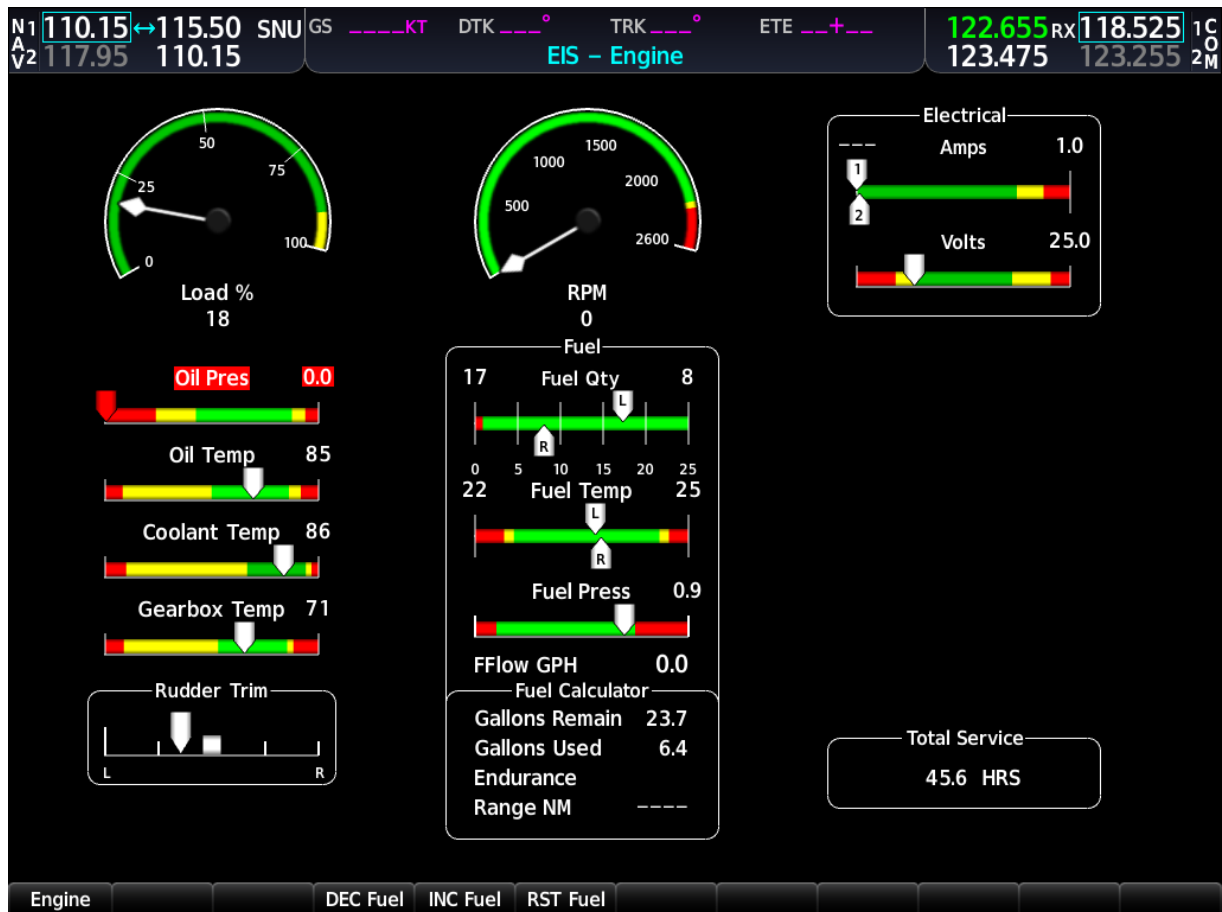 N1 110.15 ↔ 115.50 SNU GS ____KT DTK ___° TRK ___° ETE __+__ 122.655 RX 118.525 1 C
A O
V2 117.95 110.15 EIS – Engine 123.475 123.255 2 M
50
25 75
0 100
Load %
18
1500
1000 2000
500 2600
RPM
0
Electrical
--- Amps 1.0
1
2
Volts 25.0
Oil Pres 0.0
Oil Temp 85
Coolant Temp 86
Gearbox Temp 71
Rudder Trim
L R
Fuel
17 Fuel Qty 8
L
R
0 5 10 15 20 25
22 Fuel Temp 25
L
R
Fuel Press 0.9
FFlow GPH 0.0
Fuel Calculator
Gallons Remain 23.7
Gallons Used 6.4
Endurance
Range NM ----
Total Service
45.6 HRS
Engine DEC Fuel INC Fuel RST Fuel